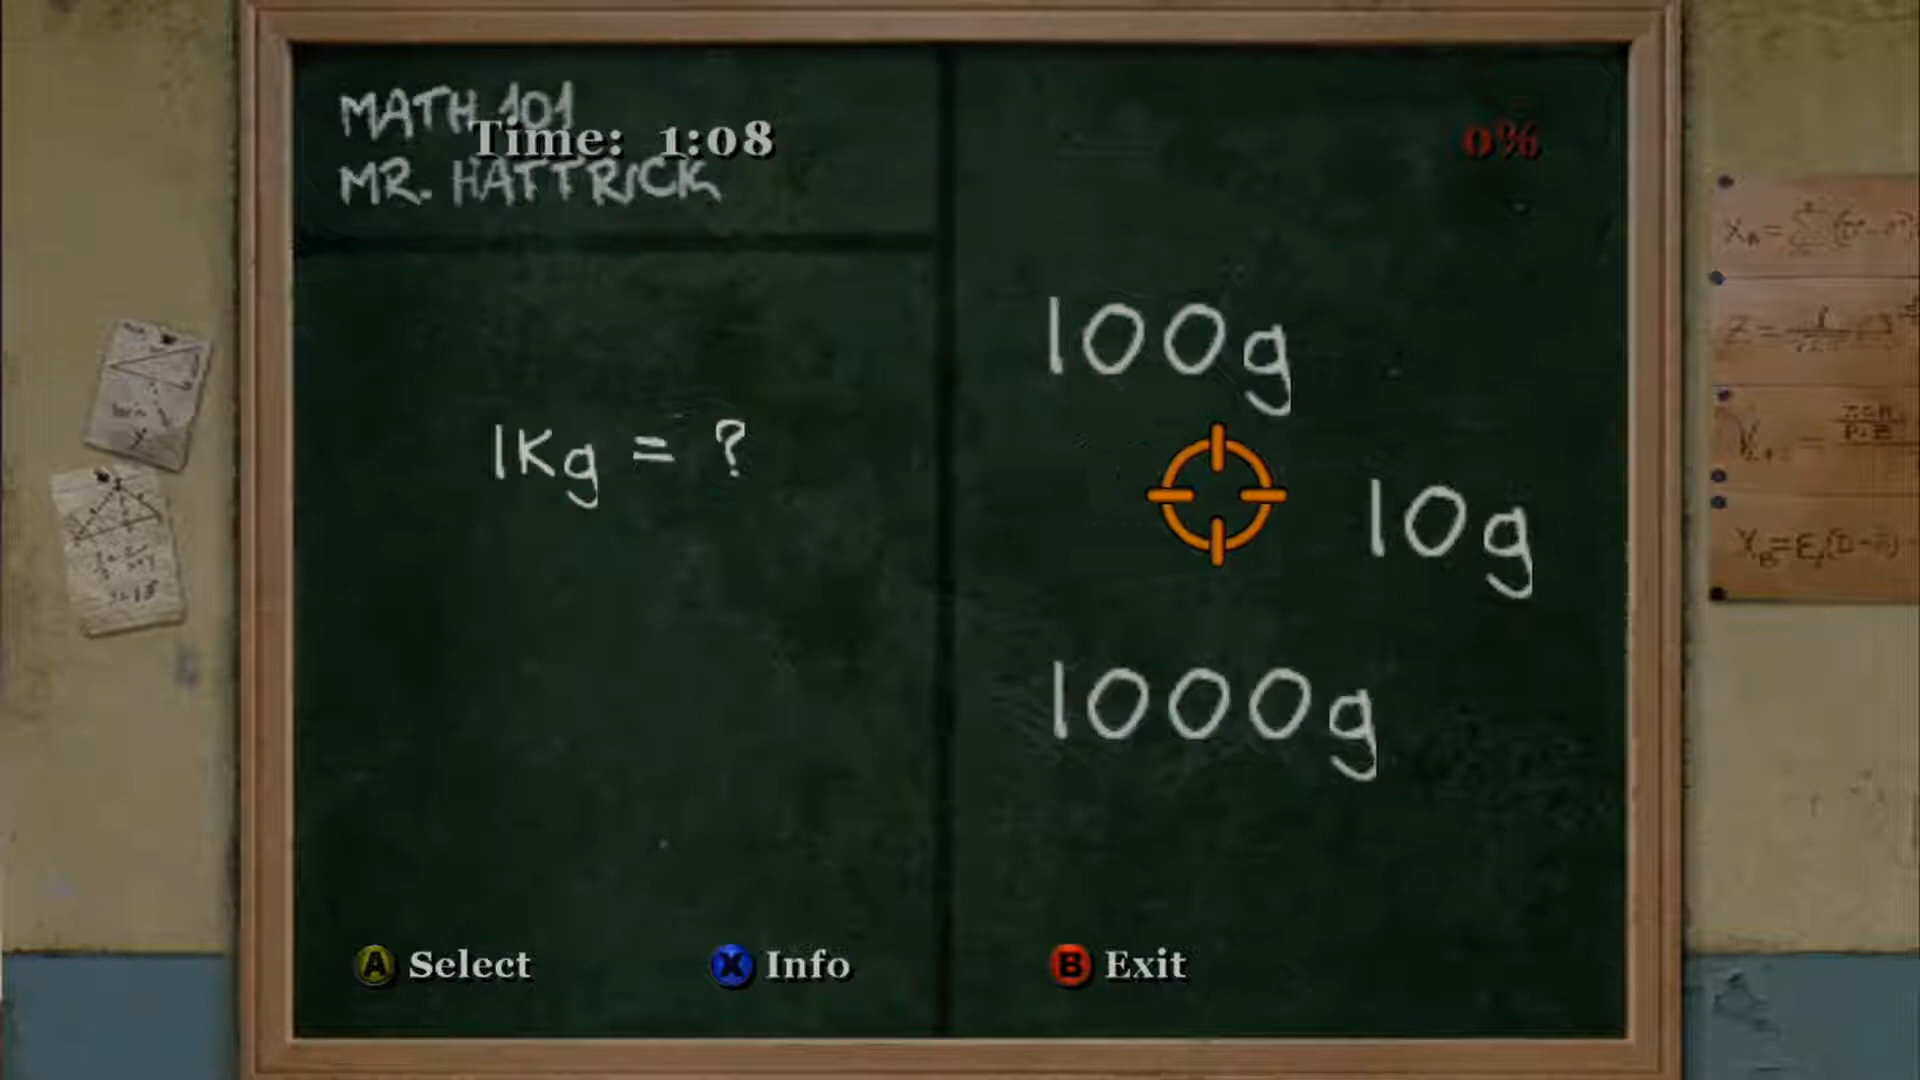 MATH 101
Time: 1:08
0%
MR. HATTRICK
100g
1Kg = ?
10g
1000g
A Select
X Info
B Exit